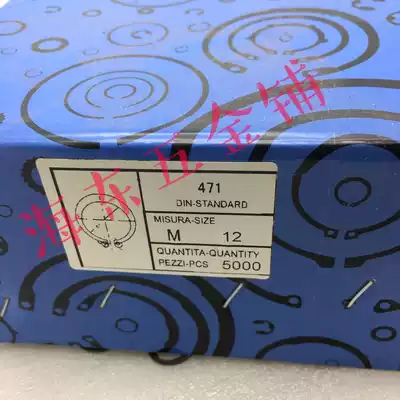 海东五金铺
471
DIN-STANDARD
MISURA-SIZE
M 12
QUANTITA-QUANTITY
PEZZI-PCS 5000